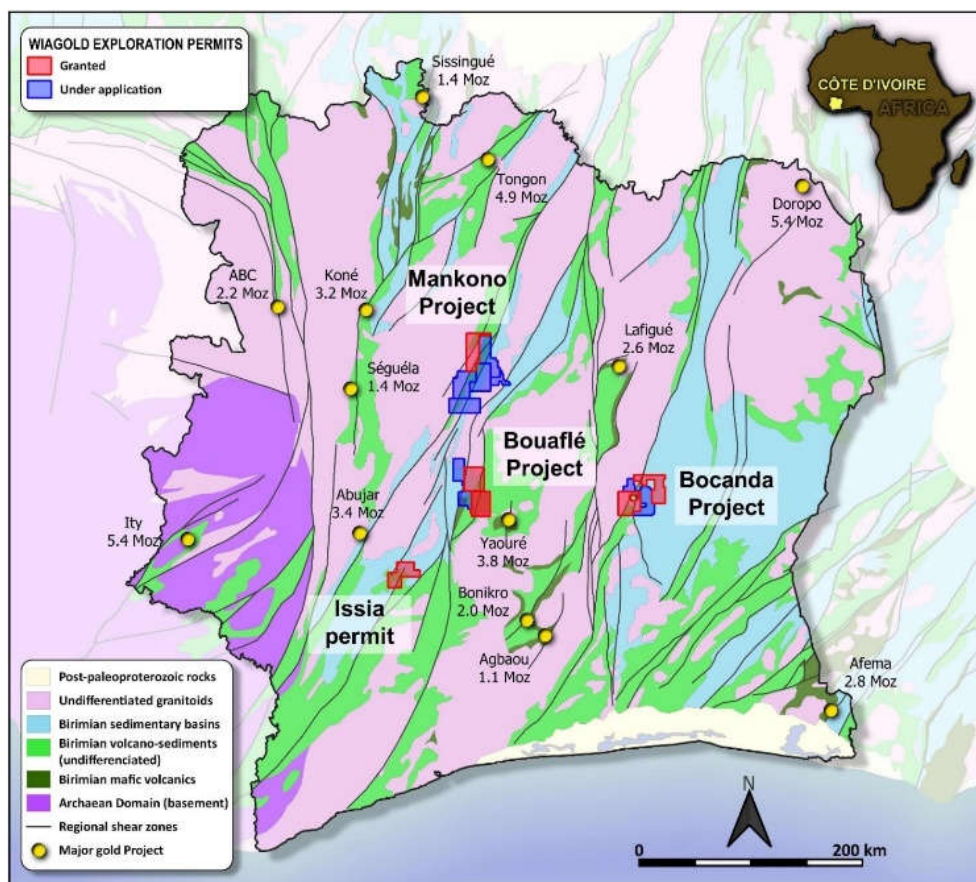 WIAGOLD EXPLORATION PERMITS
Granted
Under application
CÔTE D'IVOIRE
AFRICA
Sissingué
1.4 Moz
Tongon
4.9 Moz
Doropo
5.4 Moz
ABC
2.2 Moz
Koné
3.2 Moz
Mankono
Project
Lafigué
2.6 Moz
Séguéla
1.4 Moz
Bouaflé
Project
Bocanda
Project
Abujar
3.4 Moz
Ity
5.4 Moz
Yaouré
3.8 Moz
Issia
permit
Bonikro
2.0 Moz
Agbaou
1.1 Moz
Afema
2.8 Moz
Post-paleoproterozoic rocks
Undifferentiated granitoids
Birimian sedimentary basins
Birimian volcano-sediments
(undifferenciated)
Birimian mafic volcanics
Archaean Domain (basement)
Regional shear zones
Major gold Project
N
0 200 km